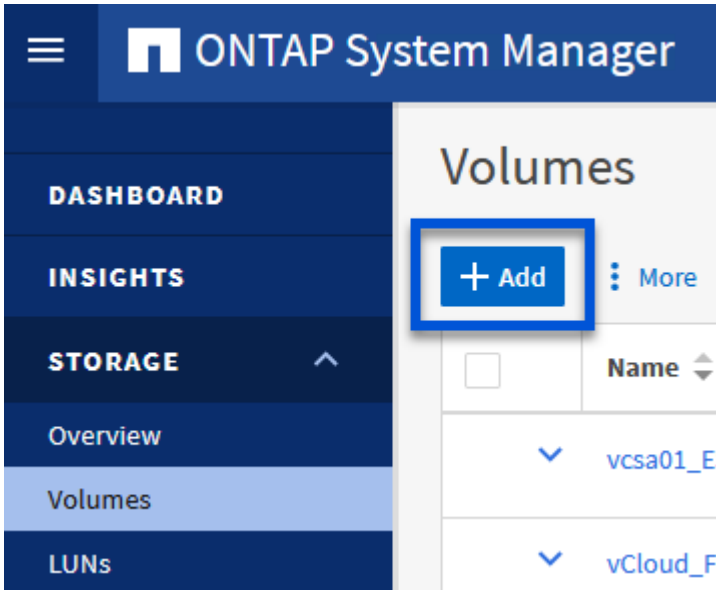 ONTAP System Manager
DASHBOARD
INSIGHTS
STORAGE
Overview
Volumes
LUNs
Volumes
+ Add
More
Name
vcsa01_E
vCloud_F